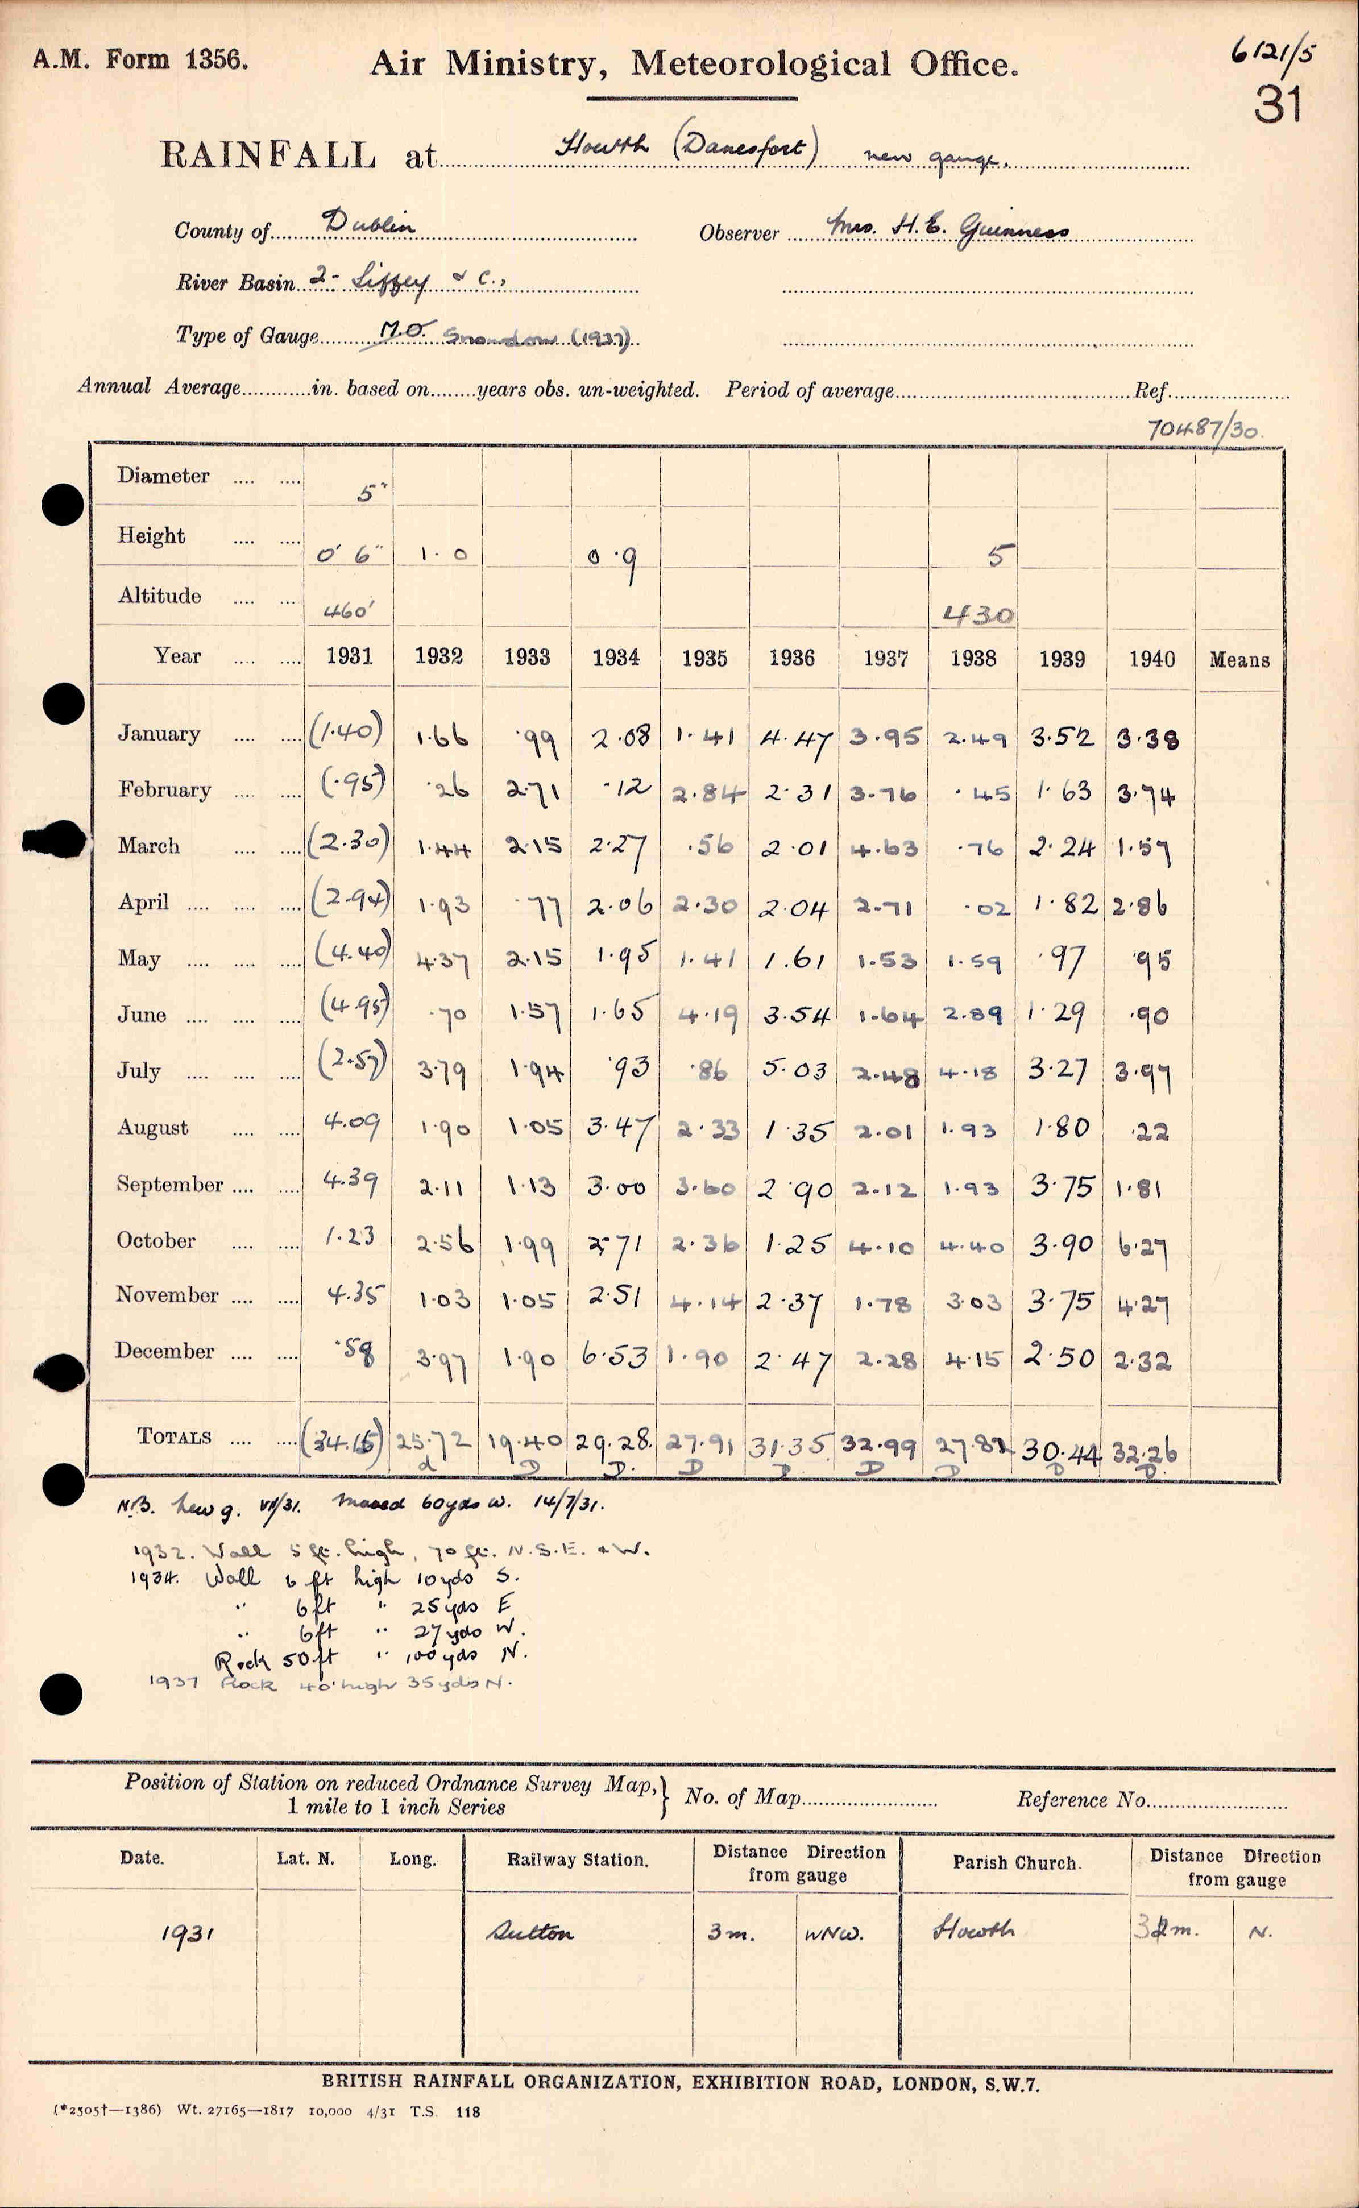 A.M. Form 1356. Air Ministry, Meteorological Office. 6121/5
31
RAINFALL at Howth (Danesfort) new gauge.
County of Dublin Observer Mrs. H.E. Guinness
River Basin 2- Liffey & c.,
Type of Gauge M.O. Snowdon (1937)
Annual Average............in. based on........years obs. un-weighted. Period of average............Ref............
70487/30
Diameter .... .... 5"
Height .... .... 0' 6" 1.0 0.9 5
Altitude .... .... 460' 430
Year .... .... 1931 1932 1933 1934 1935 1936 1937 1938 1939 1940 Means
January .... .... (1.40) 1.66 .99 2.08 1.41 4.47 3.95 2.49 3.52 3.38
February .... .... (.95) .26 2.71 .12 2.84 2.31 3.76 .45 1.63 3.74
March .... .... (2.30) 1.44 2.15 2.27 .56 2.01 4.63 .76 2.24 1.57
April .... .... .... (2.94) 1.93 .77 2.06 2.30 2.04 2.71 .02 1.82 2.86
May .... .... .... (4.40) 4.37 2.15 1.95 1.41 1.61 1.53 1.59 .97 .95
June .... .... .... (4.95) .70 1.57 1.65 4.19 3.54 1.64 2.89 1.29 .90
July .... .... .... (2.57) 3.79 1.94 .93 .86 5.03 2.48 4.18 3.27 3.97
August .... .... 4.09 1.90 1.05 3.47 2.33 1.35 2.01 1.93 1.80 .22
September .... .... 4.39 2.11 1.13 3.00 3.60 2.90 2.12 1.93 3.75 1.81
October .... .... 1.23 2.56 1.99 2.71 2.36 1.25 4.10 4.40 3.90 6.27
November .... .... 4.35 1.03 1.05 2.51 4.14 2.37 1.78 3.03 3.75 4.27
December .... .... .58 3.97 1.90 6.53 1.90 2.47 2.28 4.15 2.50 2.32
TOTALS .... .... (34.15) 25.72 19.40 29.28. 27.91 31.35 32.99 27.82 30.44 32.26
d D D. D D. D D D D.
N.B. New g. VII/31. Moved 60yds W. 14/7/31.
1932. Wall 5 ft. high, 70 ft. N.S.E. & W.
1934. Wall 6 ft high 10yds S.
" 6ft " 25yds E
" 6ft " 27yds W.
Rock 50ft " 100yds N.
1937 Rock 40' high 35yds N.
Position of Station on reduced Ordnance Survey Map,} No. of Map............ Reference No............
1 mile to 1 inch Series
Date. Lat. N. Long. Railway Station. Distance Direction from gauge Parish Church. Distance Direction from gauge
1931 Sutton 3 m. WNW. Howth m. N.
BRITISH RAINFALL ORGANIZATION, EXHIBITION ROAD, LONDON, S.W.7.
(*2505†—1386) Wt. 27165—1817 10,000 4/31 T.S. 118